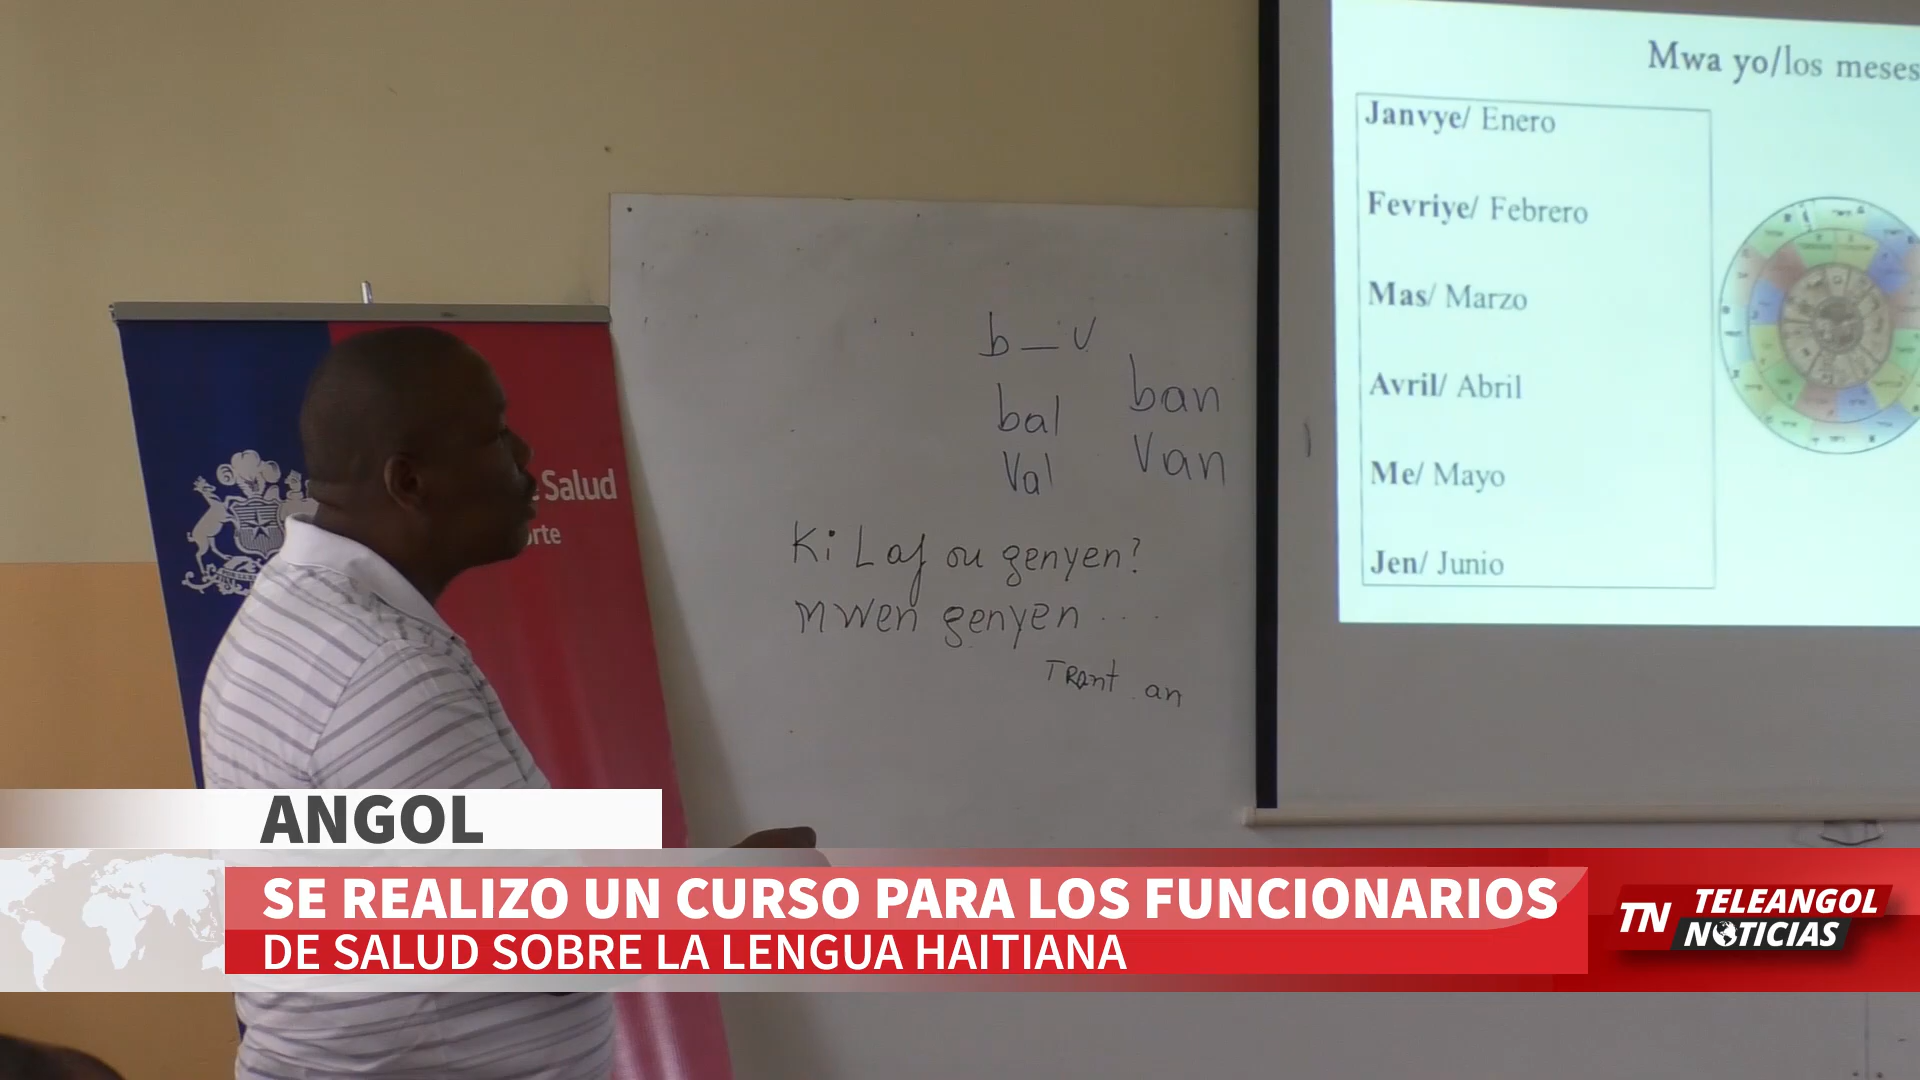 Mwa yo/los meses
Janvye/ Enero
Fevriye/ Febrero
Mas/ Marzo
Avril/ Abril
Me/ Mayo
Jen/ Junio
b_v
bal
ban
Val
Van
Ki Laj ou genyen?
Mwen genyen ...
Trant an
Salud
orte
ANGOL
SE REALIZO UN CURSO PARA LOS FUNCIONARIOS
DE SALUD SOBRE LA LENGUA HAITIANA
TN TELEANGOL
NOTICIAS